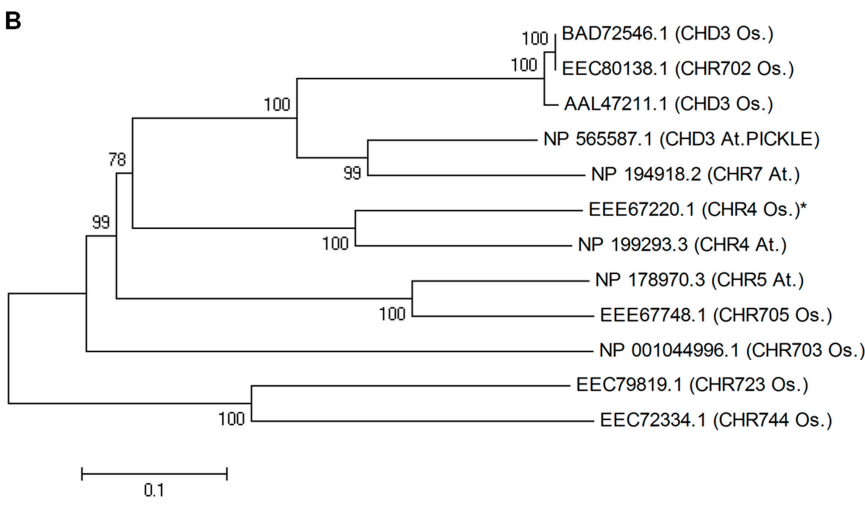 B
100
BAD72546.1 (CHD3 Os.)
100
EEC80138.1 (CHR702 Os.)
100
AAL47211.1 (CHD3 Os.)
NP 565587.1 (CHD3 At.PICKLE)
78
99
NP 194918.2 (CHR7 At.)
EEE67220.1 (CHR4 Os.)*
99
100
NP 199293.3 (CHR4 At.)
NP 178970.3 (CHR5 At.)
100
EEE67748.1 (CHR705 Os.)
NP 001044996.1 (CHR703 Os.)
EEC79819.1 (CHR723 Os.)
100
EEC72334.1 (CHR744 Os.)
0.1